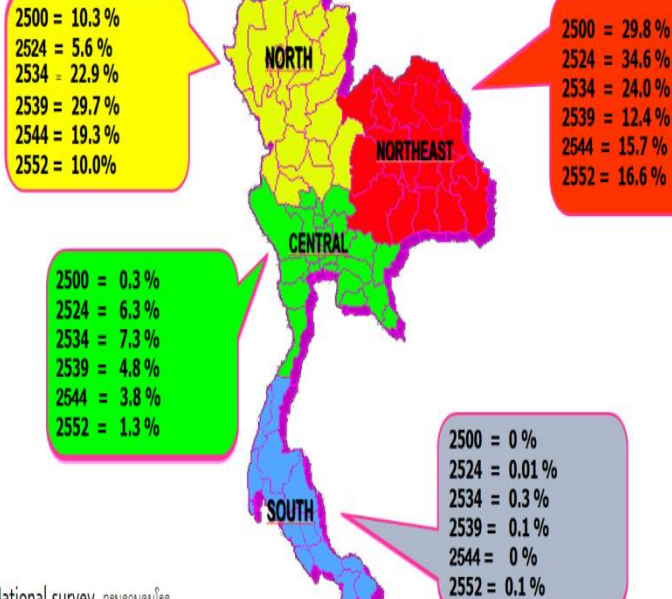 2500 = 10.3 %
2524 = 5.6 %
2534 = 22.9 %
2539 = 29.7 %
2544 = 19.3 %
2552 = 10.0%
NORTH
2500 = 29.8 %
2524 = 34.6 %
2534 = 24.0 %
2539 = 12.4 %
2544 = 15.7 %
2552 = 16.6 %
NORTHEAST
CENTRAL
2500 = 0.3 %
2524 = 6.3 %
2534 = 7.3 %
2539 = 4.8 %
2544 = 3.8 %
2552 = 1.3 %
SOUTH
2500 = 0 %
2524 = 0.01 %
2534 = 0.3 %
2539 = 0.1 %
2544 = 0 %
2552 = 0.1 %
National survey